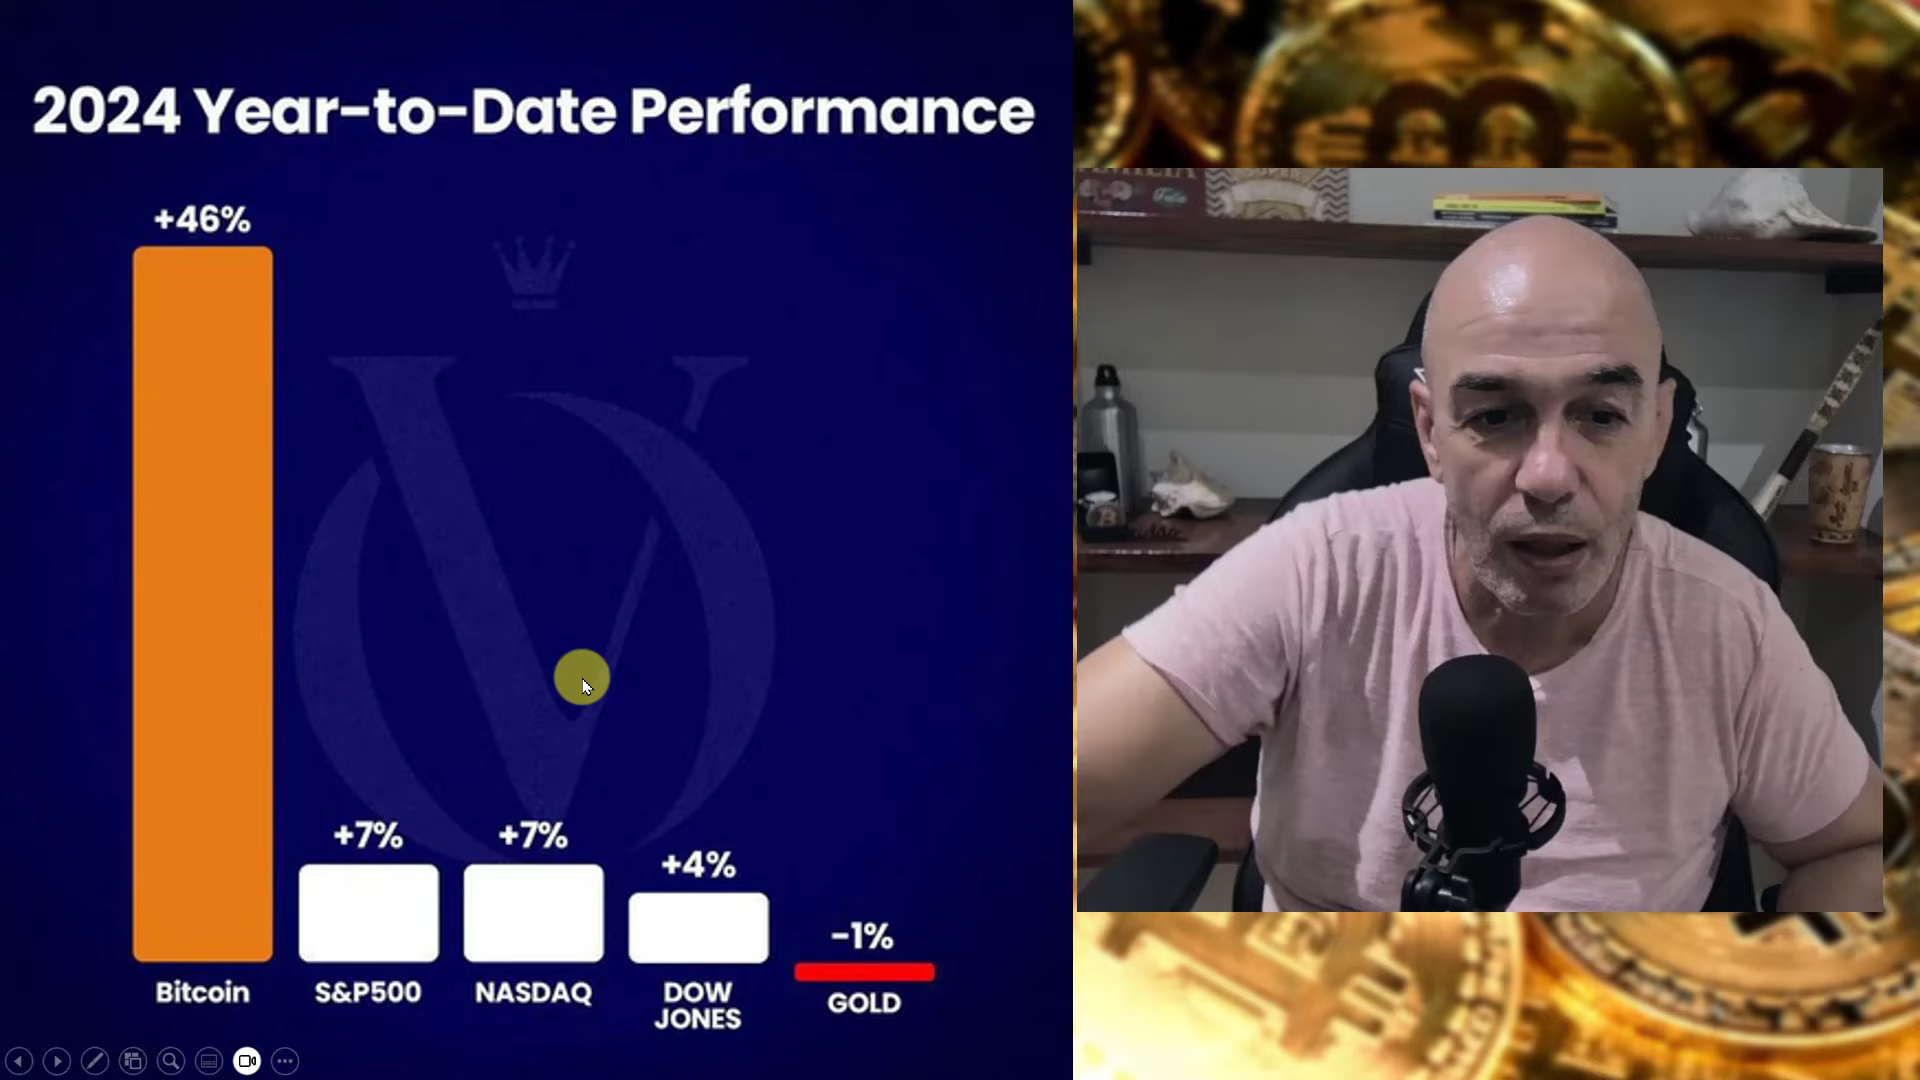 2024 Year-to-Date Performance
+46%
+7%
+7%
+4%
-1%
Bitcoin
S&P500
NASDAQ
DOW
JONES
GOLD